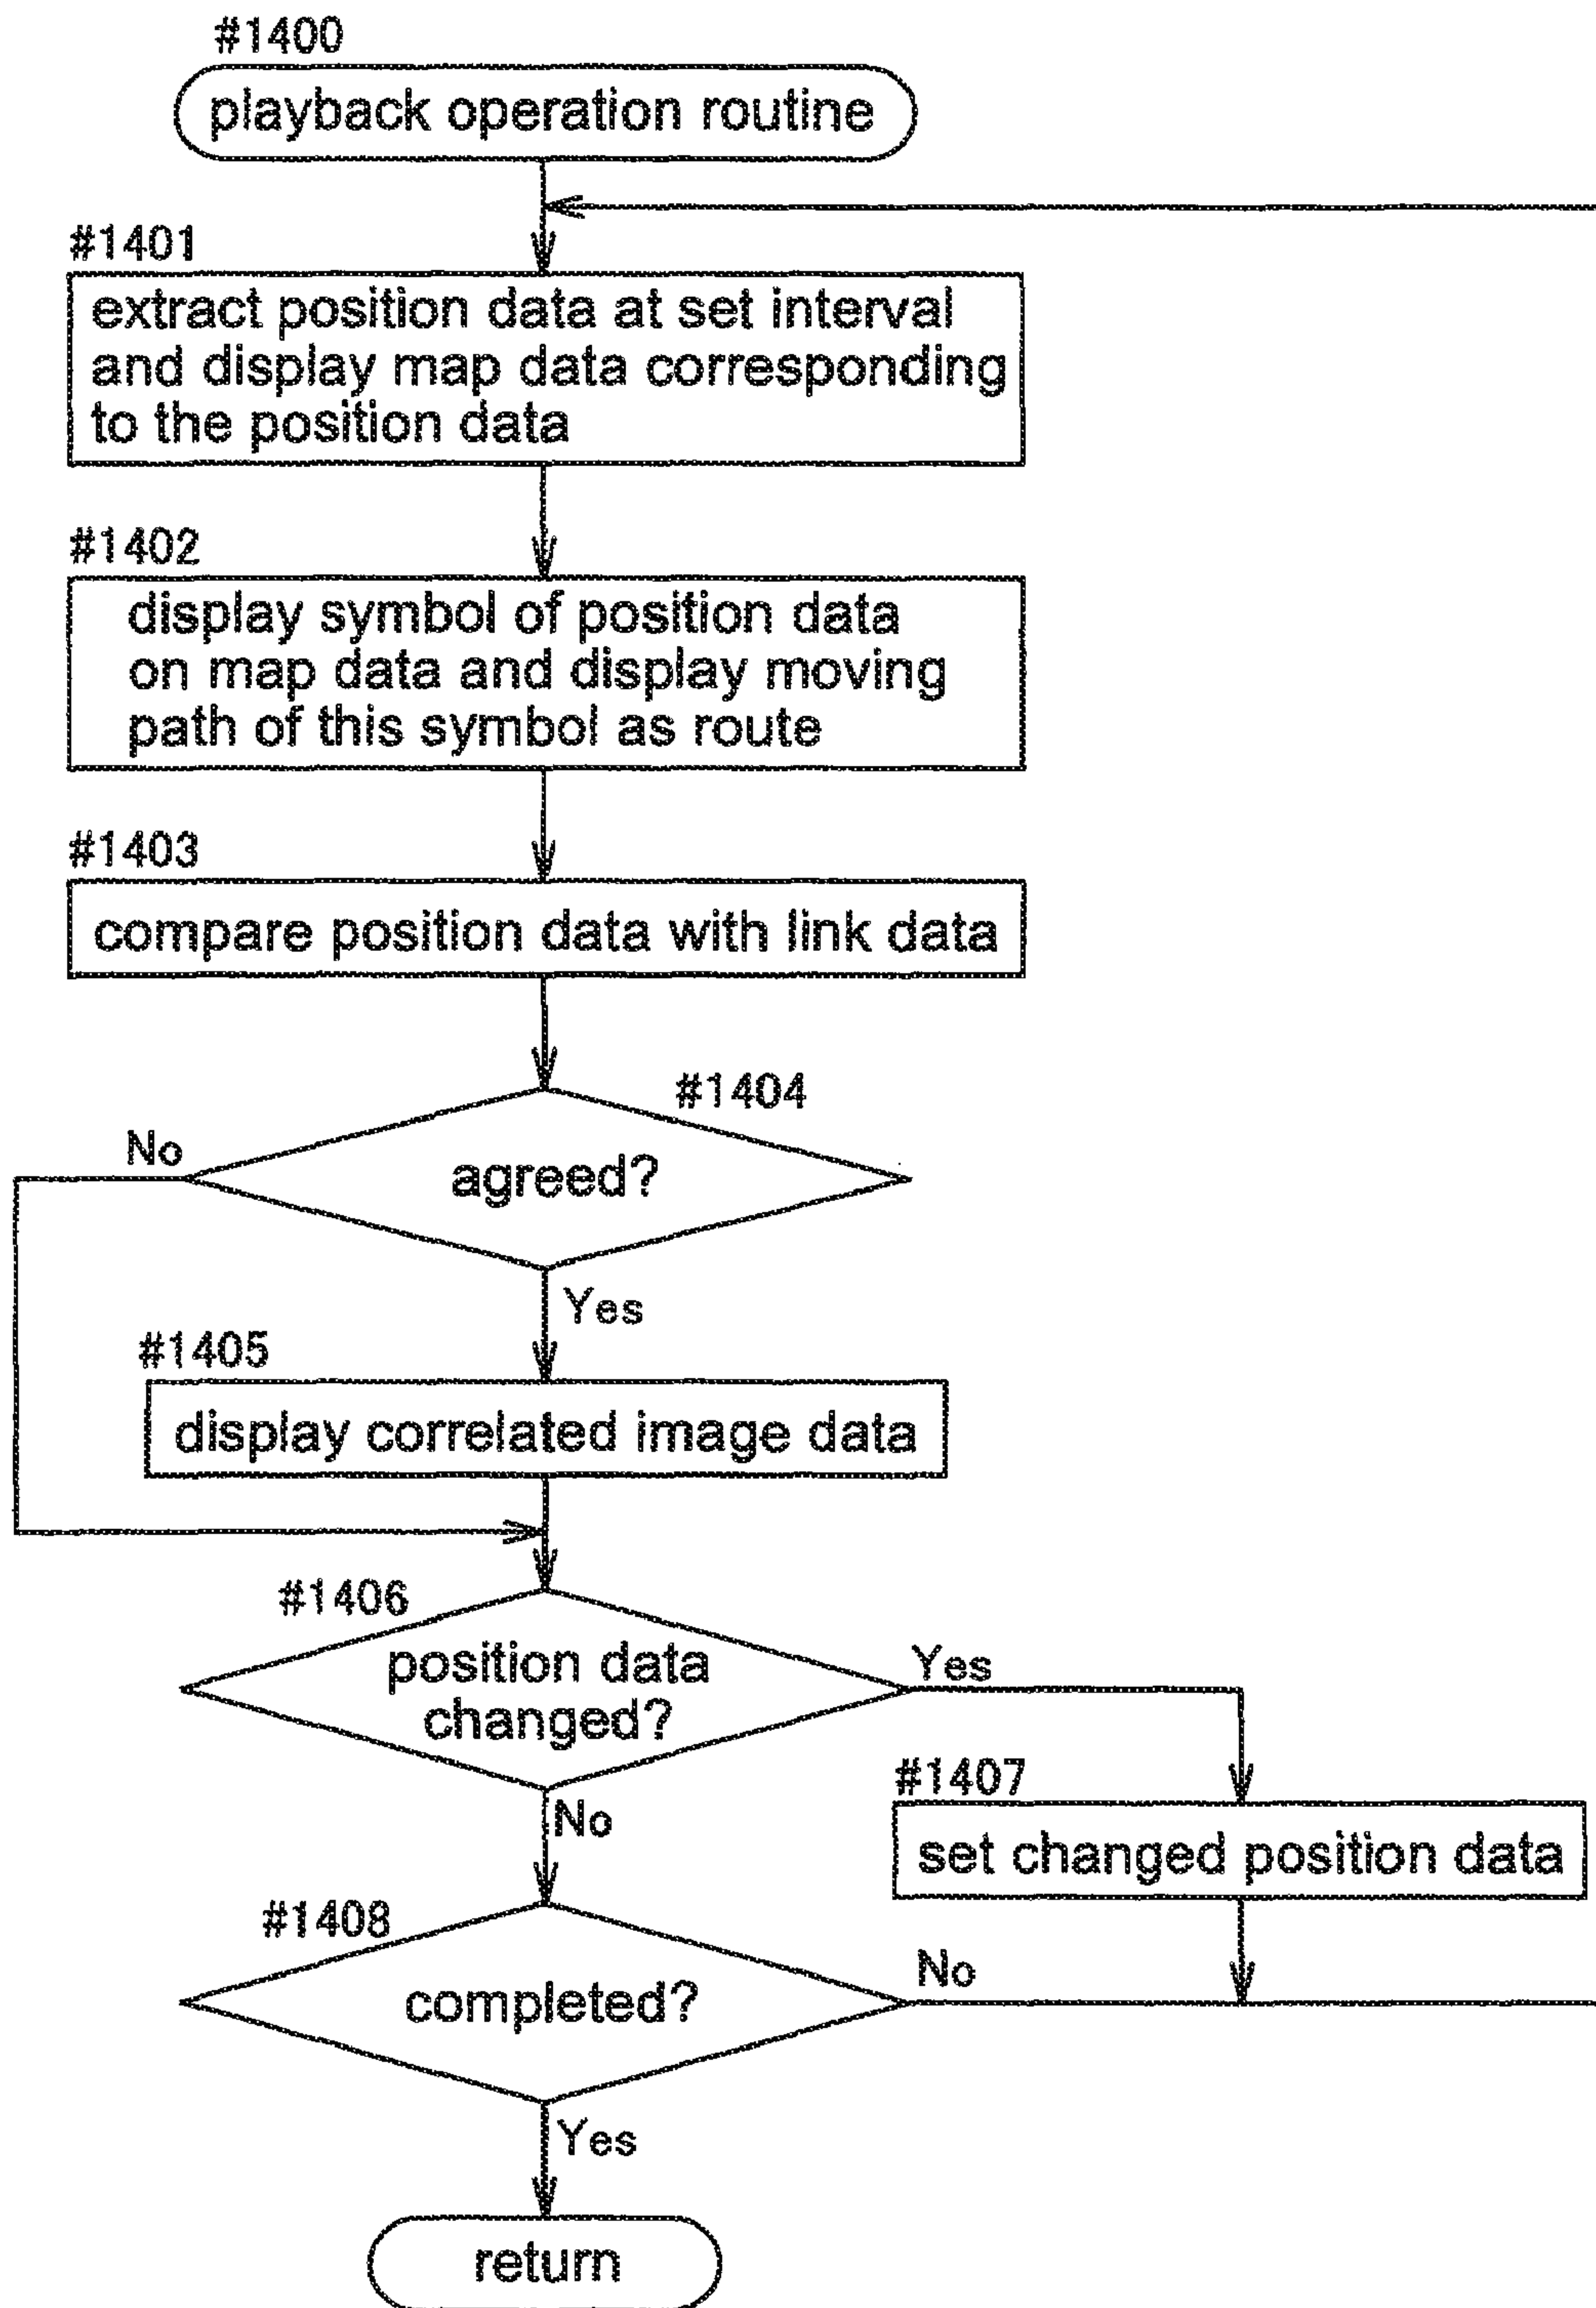 #1400
playback operation routine
#1401
extract position data at set interval
and display map data corresponding
to the position data
#1402
display symbol of position data
on map data and display moving
path of this symbol as route
#1403
compare position data with link data
#1404
No
agreed?
Yes
#1405
display correlated image data
#1406
position data
changed?
Yes
#1407
set changed position data
No
#1408
completed?
No
Yes
return